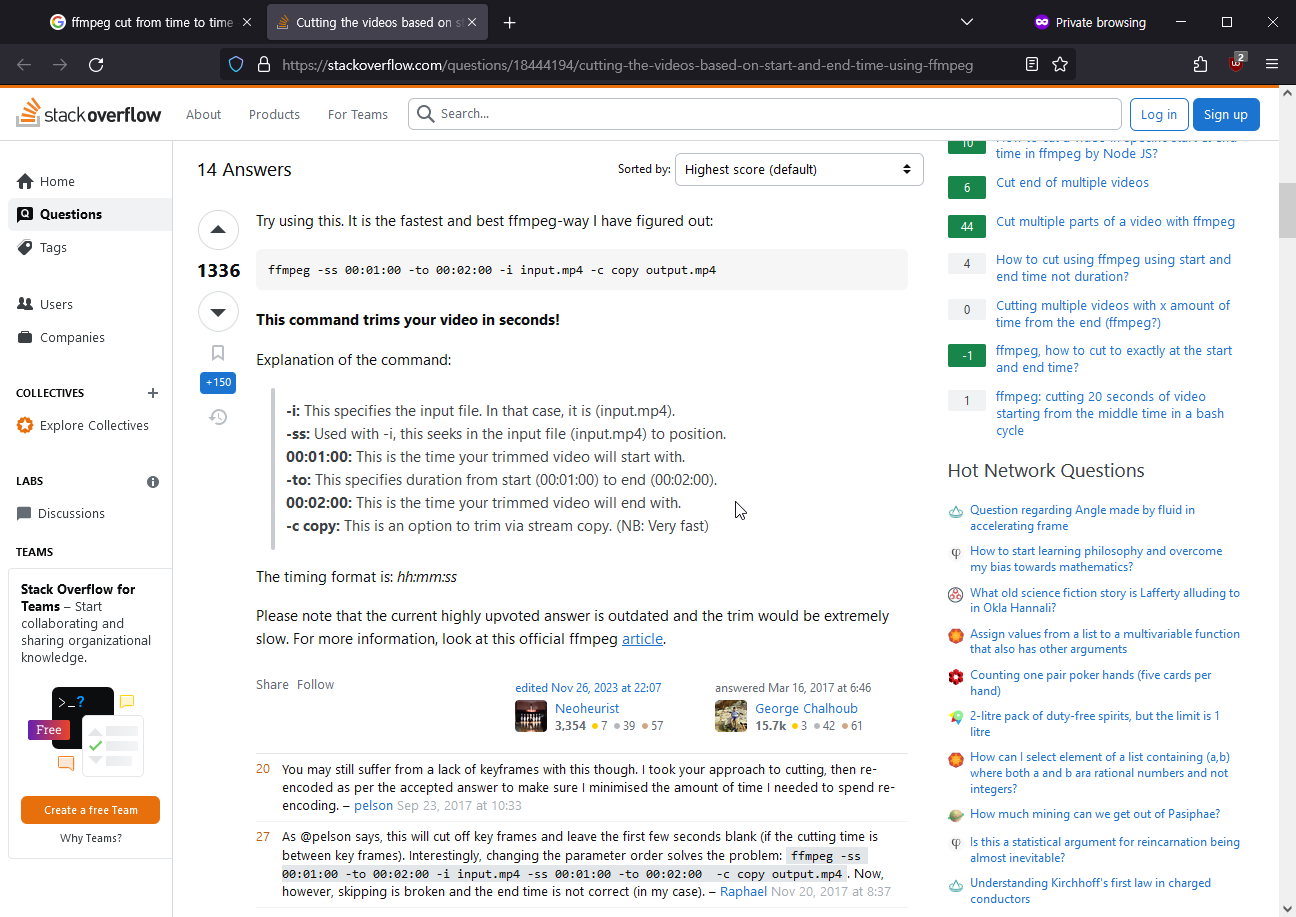 ffmpeg cut from time to time
Cutting the videos based on st
Private browsing
https://stackoverflow.com/questions/18444194/cutting-the-videos-based-on-start-and-end-time-using-ffmpeg
2
stackoverflow
About
Products
For Teams
Search...
Log in
Sign up
Home
Questions
Tags
Users
Companies
COLLECTIVES
Explore Collectives
LABS
Discussions
TEAMS
Stack Overflow for
Teams – Start
collaborating and
sharing organizational
knowledge.
>_?
Free
Create a free Team
Why Teams?
14 Answers
Sorted by:
Highest score (default)
1336
+150
Try using this. It is the fastest and best ffmpeg-way I have figured out:
ffmpeg -ss 00:01:00 -to 00:02:00 -i input.mp4 -c copy output.mp4
This command trims your video in seconds!
Explanation of the command:
-i: This specifies the input file. In that case, it is (input.mp4).
-ss: Used with -i, this seeks in the input file (input.mp4) to position.
00:01:00: This is the time your trimmed video will start with.
-to: This specifies duration from start (00:01:00) to end (00:02:00).
00:02:00: This is the time your trimmed video will end with.
-c copy: This is an option to trim via stream copy. (NB: Very fast)
The timing format is: hh:mm:ss
Please note that the current highly upvoted answer is outdated and the trim would be extremely
slow. For more information, look at this official ffmpeg article.
Share Follow
edited Nov 26, 2023 at 22:07
Neoheurist
3,354 7 39 57
answered Mar 16, 2017 at 6:46
George Chalhoub
15.7k 3 42 61
20 You may still suffer from a lack of keyframes with this though. I took your approach to cutting, then re-
encoded as per the accepted answer to make sure I minimised the amount of time I needed to spend re-
encoding. – pelson Sep 23, 2017 at 10:33
27 As @pelson says, this will cut off key frames and leave the first few seconds blank (if the cutting time is
between key frames). Interestingly, changing the parameter order solves the problem: ffmpeg -ss
00:01:00 -to 00:02:00 -i input.mp4 -ss 00:01:00 -to 00:02:00 -c copy output.mp4. Now,
however, skipping is broken and the end time is not correct (in my case). – Raphael Nov 20, 2017 at 8:37
10 How to cut a video in specific start & end
time in ffmpeg by Node JS?
6 Cut end of multiple videos
44 Cut multiple parts of a video with ffmpeg
4 How to cut using ffmpeg using start and
end time not duration?
0 Cutting multiple videos with x amount of
time from the end (ffmpeg?)
-1 ffmpeg, how to cut to exactly at the start
and end time?
1 ffmpeg: cutting 20 seconds of video
starting from the middle time in a bash
cycle
Hot Network Questions
Question regarding Angle made by fluid in
accelerating frame
φ How to start learning philosophy and overcome
my bias towards mathematics?
What old science fiction story is Lafferty alluding to
in Okla Hannali?
Assign values from a list to a multivariable function
that also has other arguments
Counting one pair poker hands (five cards per
hand)
2-litre pack of duty-free spirits, but the limit is 1
litre
How can I select element of a list containing (a,b)
where both a and b ara rational numbers and not
integers?
How much mining can we get out of Pasiphae?
φ Is this a statistical argument for reincarnation being
almost inevitable?
Understanding Kirchhoff's first law in charged
conductors